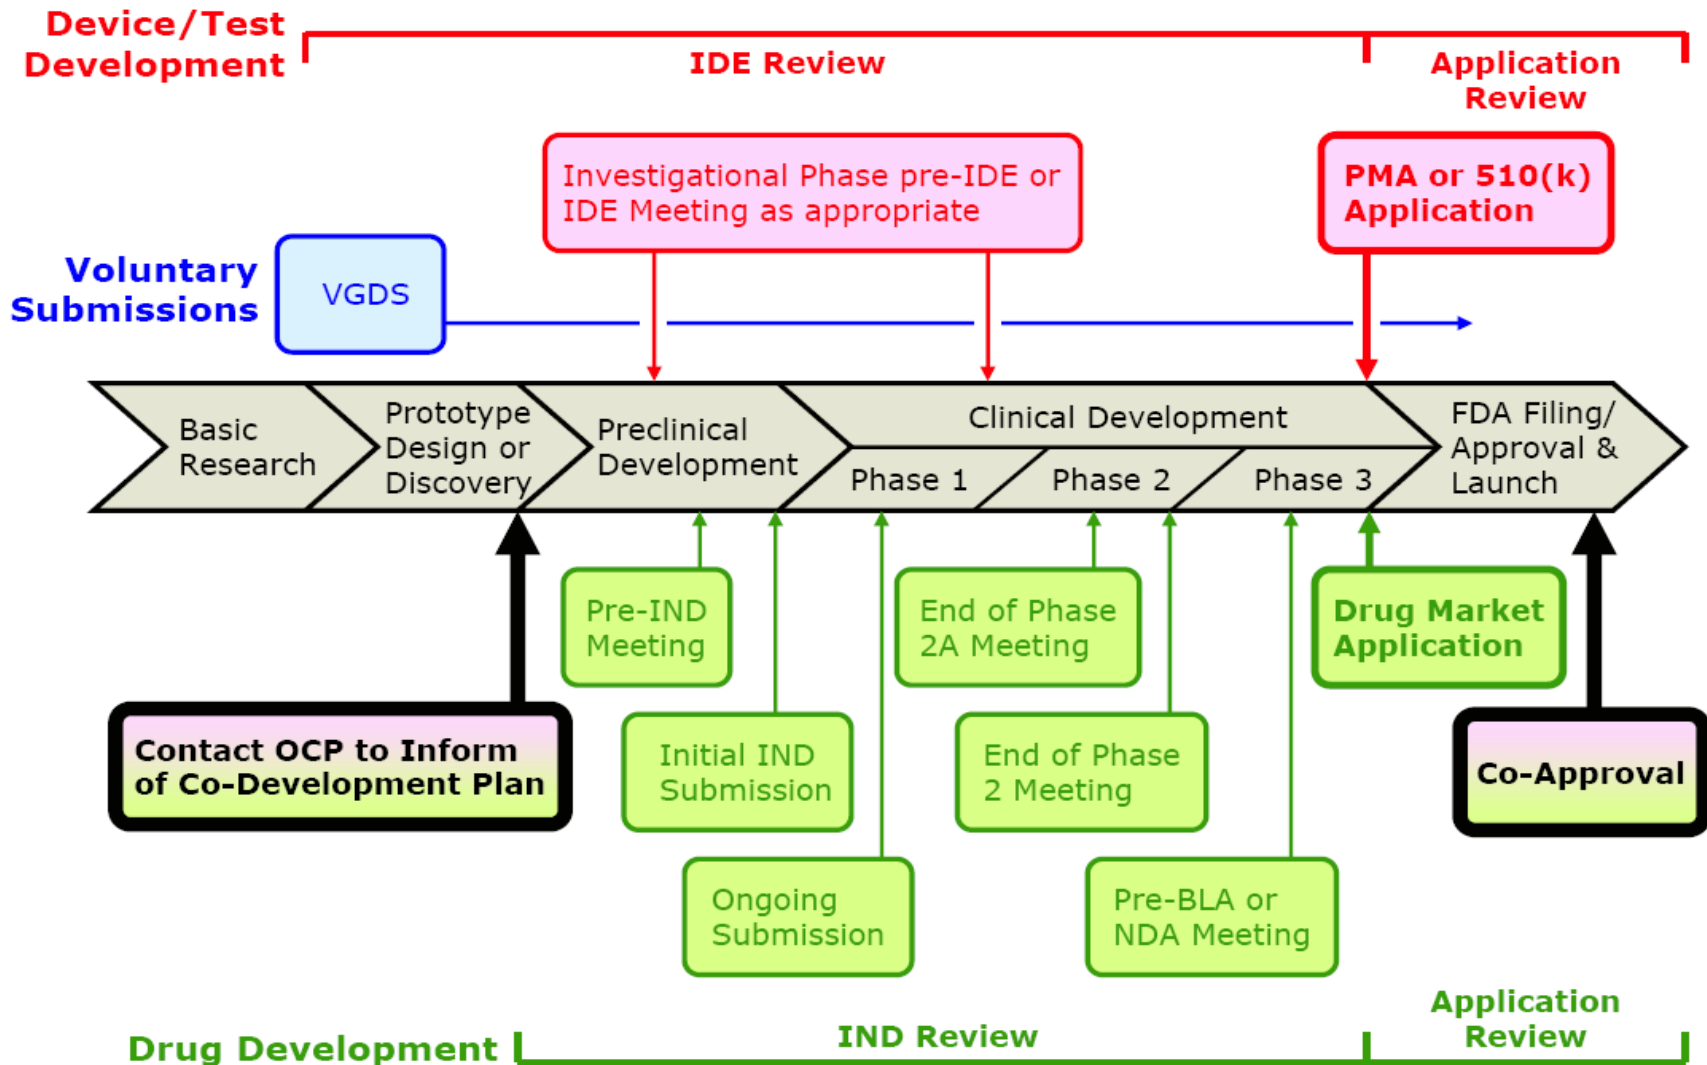 Device/Test
Development
IDE Review
Application
Review
Investigational Phase pre-IDE or
IDE Meeting as appropriate
PMA or 510(k)
Application
Voluntary
Submissions
VGDS
Basic
Research
Prototype
Design or
Discovery
Preclinical
Development
Clinical Development
Phase 1
Phase 2
Phase 3
FDA Filing/
Approval &
Launch
Pre-IND
Meeting
End of Phase
2A Meeting
Drug Market
Application
Contact OCP to Inform
of Co-Development Plan
Initial IND
Submission
End of Phase
2 Meeting
Co-Approval
Ongoing
Submission
Pre-BLA or
NDA Meeting
Drug Development
IND Review
Application
Review